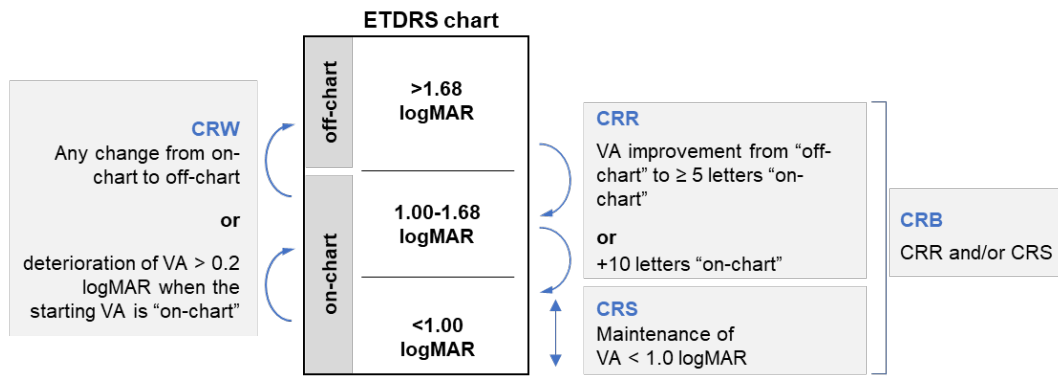 ETDRS chart
CRW
Any change from on-
chart to off-chart
or
deterioration of VA > 0.2
logMAR when the
starting VA is “on-chart”
off-chart
on-chart
>1.68
logMAR
1.00-1.68
logMAR
<1.00
logMAR
CRR
VA improvement from “off-
chart” to ≥ 5 letters “on-
chart”
or
+10 letters “on-chart”
CRS
Maintenance of
VA < 1.0 logMAR
CRB
CRR and/or CRS